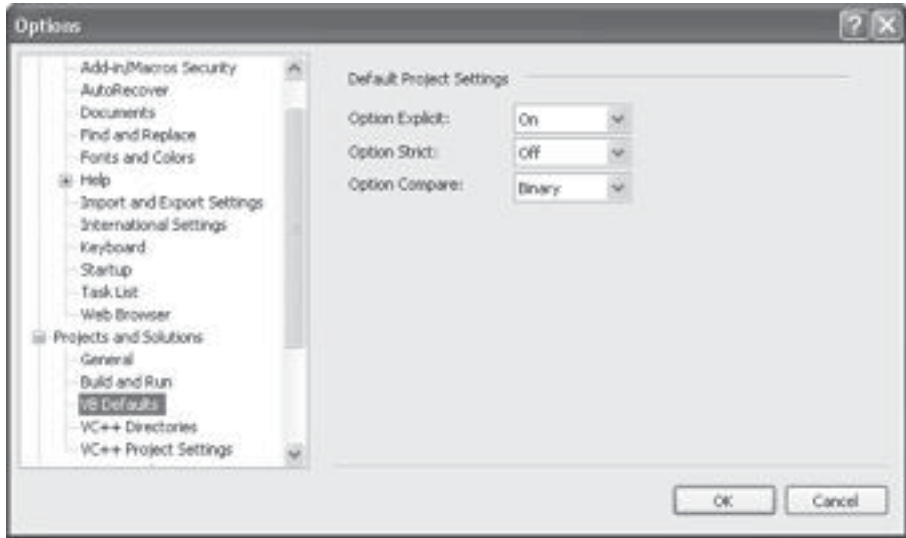 Options
Add-in/Macros Security
AutoRecover
Documents
Find and Replace
Fonts and Colors
Help
Import and Export Settings
International Settings
Keyboard
Startup
Task List
Web Browser
Projects and Solutions
General
Build and Run
VB Defaults
VC++ Directories
VC++ Project Settings
Default Project Settings
Option Explicit: On
Option Strict: Off
Option Compare: Binary
OK Cancel